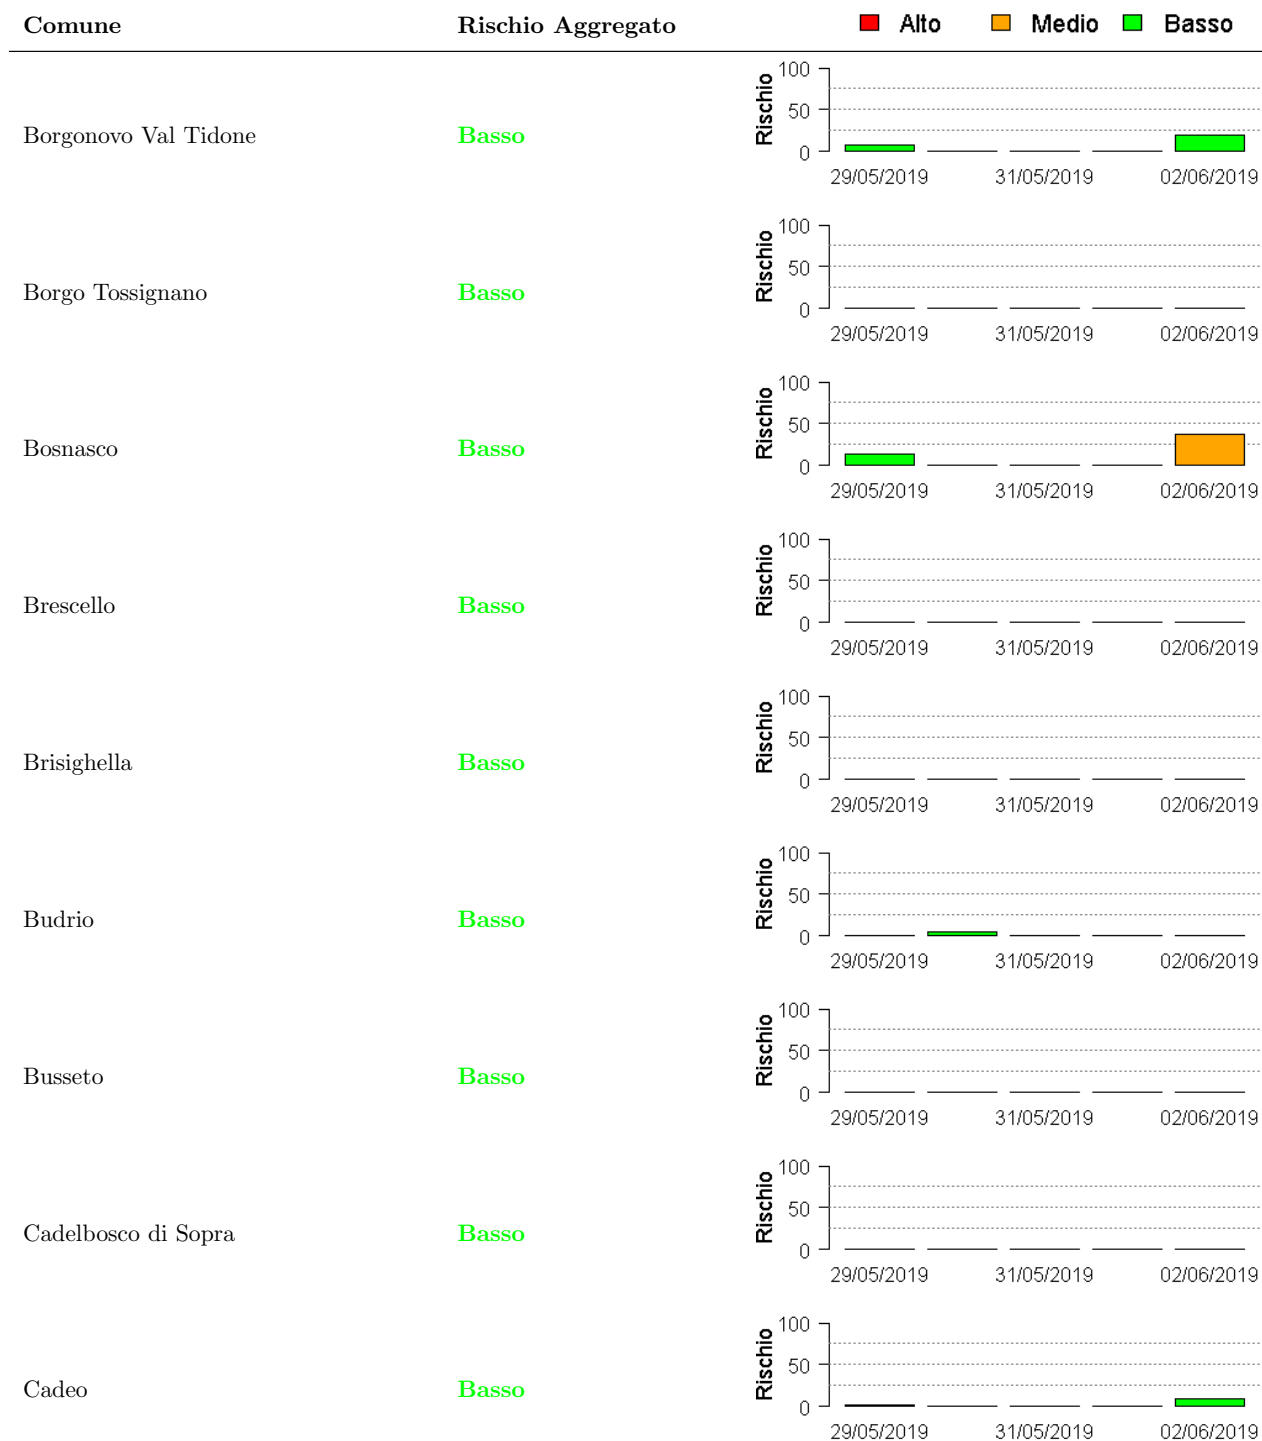 Comune Rischio Aggregato Alto Medio Basso
Borgonovo Val Tidone Basso Rischio 100 50 0
29/05/2019 31/05/2019 02/06/2019
Borgo Tossignano Basso Rischio 100 50 0
29/05/2019 31/05/2019 02/06/2019
Bosnasco Basso Rischio 100 50 0
29/05/2019 31/05/2019 02/06/2019
Brescello Basso Rischio 100 50 0
29/05/2019 31/05/2019 02/06/2019
Brisighella Basso Rischio 100 50 0
29/05/2019 31/05/2019 02/06/2019
Budrio Basso Rischio 100 50 0
29/05/2019 31/05/2019 02/06/2019
Busseto Basso Rischio 100 50 0
29/05/2019 31/05/2019 02/06/2019
Cadelbosco di Sopra Basso Rischio 100 50 0
29/05/2019 31/05/2019 02/06/2019
Cadeo Basso Rischio 100 50 0
29/05/2019 31/05/2019 02/06/2019